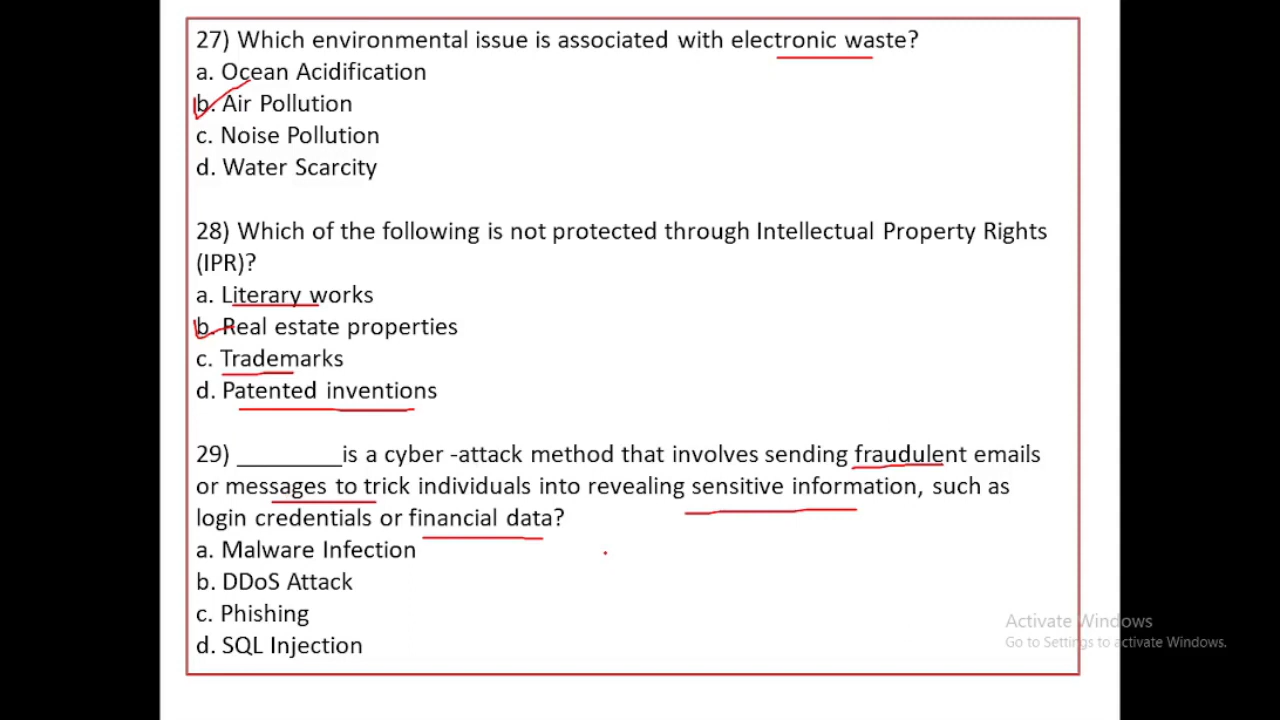 27) Which environmental issue is associated with electronic waste?
a. Ocean Acidification
b. Air Pollution
c. Noise Pollution
d. Water Scarcity
28) Which of the following is not protected through Intellectual Property Rights
(IPR)?
a. Literary works
b. Real estate properties
c. Trademarks
d. Patented inventions
29) ________is a cyber -attack method that involves sending fraudulent emails
or messages to trick individuals into revealing sensitive information, such as
login credentials or financial data?
a. Malware Infection
b. DDoS Attack
c. Phishing
d. SQL Injection
Activate Windows
Go to Settings to activate Windows.